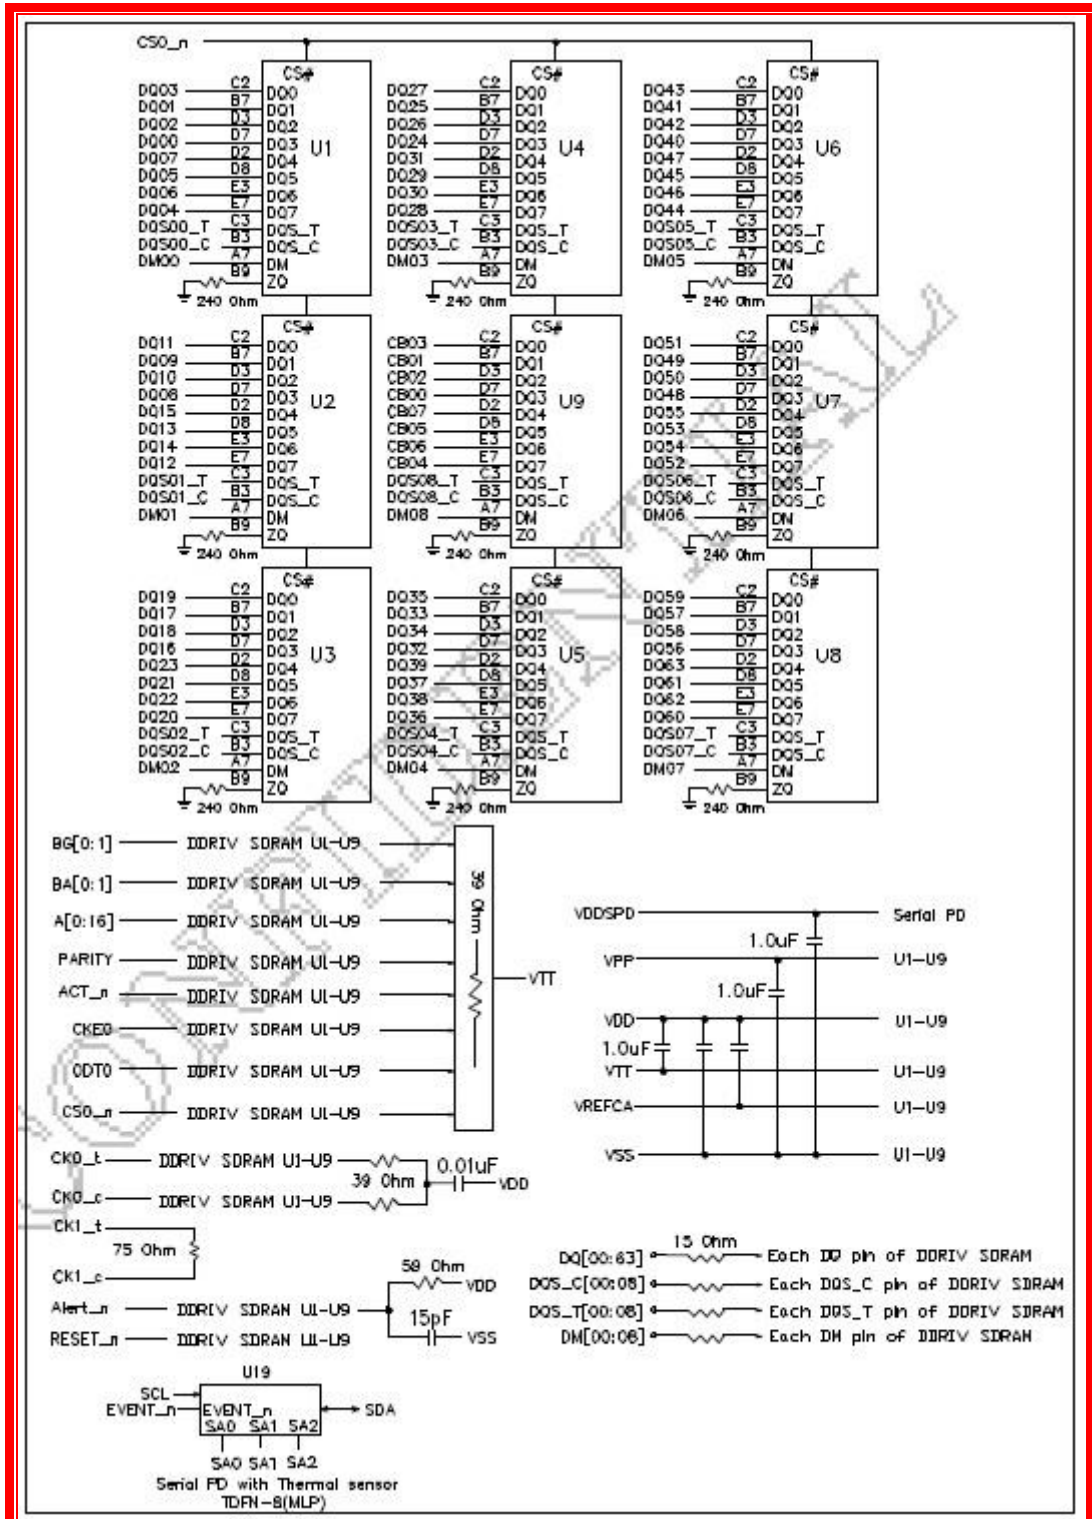 CS0_n
CS# CS# CS#
DQ03 C2 DQ0 DQ27 C2 DQ0 DQ43 C2 DQ0
DQ01 B7 DQ1 DQ25 B7 DQ1 DQ41 B7 DQ1
DQ02 D3 DQ2 DQ26 D3 DQ2 DQ42 D3 DQ2
DQ00 D7 DQ3 U1 DQ24 D7 DQ3 U4 DQ40 D7 DQ3 U6
DQ07 D2 DQ4 DQ31 D2 DQ4 DQ47 D2 DQ4
DQ05 D8 DQ5 DQ29 D8 DQ5 DQ45 D8 DQ5
DQ06 E3 DQ6 DQ30 E3 DQ6 DQ46 E3 DQ6
DQ04 E7 DQ7 DQ28 E7 DQ7 DQ44 E7 DQ7
DQS00_T C3 DQS_T DQS03_T C3 DQS_T DQS05_T C3 DQS_T
DQS00_C B3 DQS_C DQS03_C B3 DQS_C DQS05_C B3 DQS_C
DM00 A7 DM DM03 A7 DM DM05 A7 DM
B9 ZQ B9 ZQ B9 ZQ
240 Ohm 240 Ohm 240 Ohm
CS# CS# CS#
DQ11 C2 DQ0 CB03 C2 DQ0 DQ51 C2 DQ0
DQ09 B7 DQ1 CB01 B7 DQ1 DQ49 B7 DQ1
DQ10 D3 DQ2 CB02 D3 DQ2 DQ50 D3 DQ2
DQ08 D7 DQ3 U2 CB00 D7 DQ3 U9 DQ48 D7 DQ3 U7
DQ15 D2 DQ4 CB07 D2 DQ4 DQ55 D2 DQ4
DQ13 D8 DQ5 CB05 D8 DQ5 DQ53 D8 DQ5
DQ14 E3 DQ6 CB06 E3 DQ6 DQ54 E3 DQ6
DQ12 E7 DQ7 CB04 E7 DQ7 DQ52 E7 DQ7
DQS01_T C3 DQS_T DQS08_T C3 DQS_T DQS06_T C3 DQS_T
DQS01_C B3 DQS_C DQS08_C B3 DQS_C DQS06_C B3 DQS_C
DM01 A7 DM DM08 A7 DM DM06 A7 DM
B9 ZQ B9 ZQ B9 ZQ
240 Ohm 240 Ohm 240 Ohm
CS# CS# CS#
DQ19 C2 DQ0 DQ35 C2 DQ0 DQ59 C2 DQ0
DQ17 B7 DQ1 DQ33 B7 DQ1 DQ57 B7 DQ1
DQ18 D3 DQ2 DQ34 D3 DQ2 DQ58 D3 DQ2
DQ16 D7 DQ3 U3 DQ32 D7 DQ3 U5 DQ56 D7 DQ3 U8
DQ23 D2 DQ4 DQ39 D2 DQ4 DQ63 D2 DQ4
DQ21 D8 DQ5 DQ37 D8 DQ5 DQ61 D8 DQ5
DQ22 E3 DQ6 DQ38 E3 DQ6 DQ62 E3 DQ6
DQ20 E7 DQ7 DQ36 E7 DQ7 DQ60 E7 DQ7
DQS02_T C3 DQS_T DQS04_T C3 DQS_T DQS07_T C3 DQS_T
DQS02_C B3 DQS_C DQS04_C B3 DQS_C DQS07_C B3 DQS_C
DM02 A7 DM DM04 A7 DM DM07 A7 DM
B9 ZQ B9 ZQ B9 ZQ
240 Ohm 240 Ohm 240 Ohm
BG[0:1] DDRIV SDRAM U1-U9
BA[0:1] DDRIV SDRAM U1-U9
A[0:16] DDRIV SDRAM U1-U9
PARITY DDRIV SDRAM U1-U9
ACT_n DDRIV SDRAM U1-U9
CKE0 DDRIV SDRAM U1-U9
ODT0 DDRIV SDRAM U1-U9
CS0_n DDRIV SDRAM U1-U9
39 Ohm
VTT
VDDSPD Serial PD
1.0uF
VPP U1-U9
1.0uF
VDD U1-U9
1.0uF
VTT U1-U9
VREFCA U1-U9
VSS U1-U9
CK0_t DDRIV SDRAM U1-U9
39 Ohm 0.01uF VDD
CK0_c DDRIV SDRAM U1-U9
CK1_t
75 Ohm
CK1_c
Alert_n DDRIV SDRAN U1-U9
59 Ohm VDD
15pF VSS
RESET_n DDRIV SDRAN U1-U9
15 Ohm
DQ[00:63] Each DQ pin of DDRIV SDRAM
DQS_C[00:08] Each DQS_C pin of DDRIV SDRAM
DQS_T[00:08] Each DQS_T pin of DDRIV SDRAM
DM[00:08] Each DM pin of DDRIV SDRAM
U19
SCL
EVENT_n EVENT_n SDA
SA0 SA1 SA2
SA0 SA1 SA2
Serial PD with Thermal sensor
TDFN-8(MLP)
CONFIDENTIAL